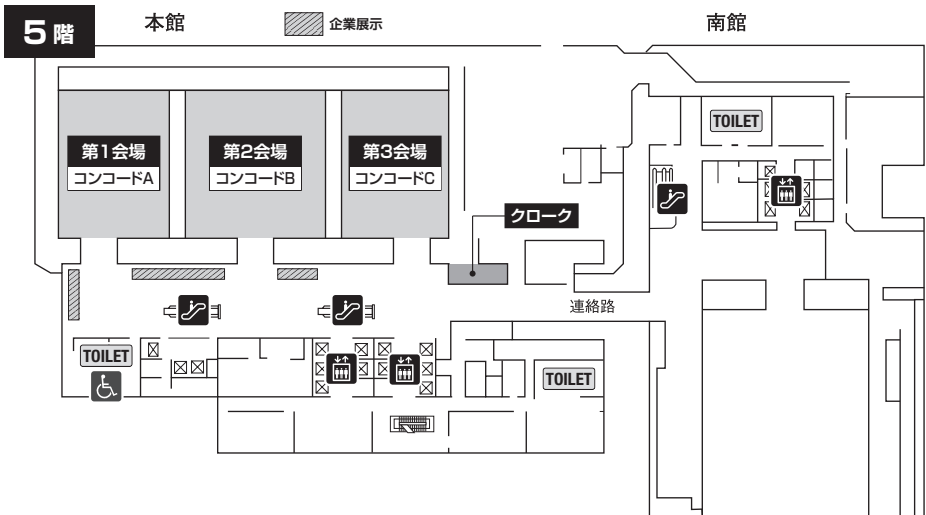 5階
本館
企業展示
南館
第1会場
コンコードA
第2会場
コンコードB
第3会場
コンコードC
TOILET
クローク
連絡路
TOILET
TOILET